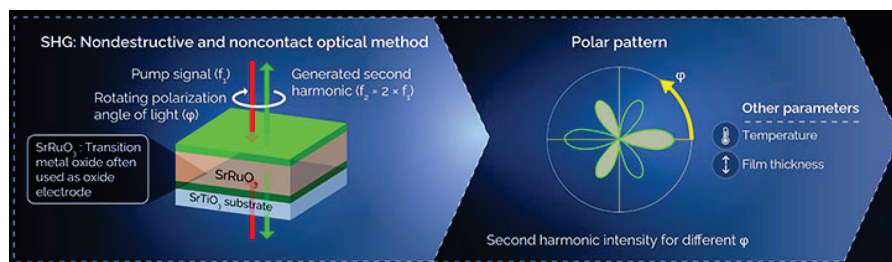 SHG: Nondestructive and noncontact optical method
Pump signal (f₁)
Rotating polarization
angle of light (φ)
Generated second
harmonic (f₂ = 2 × f₁)
SrRuO₃ : Transition
metal oxide often
used as oxide
electrode
SrRuO₃
SrTiO₃ substrate
Polar pattern
φ
Other parameters
Temperature
Film thickness
Second harmonic intensity for different φ